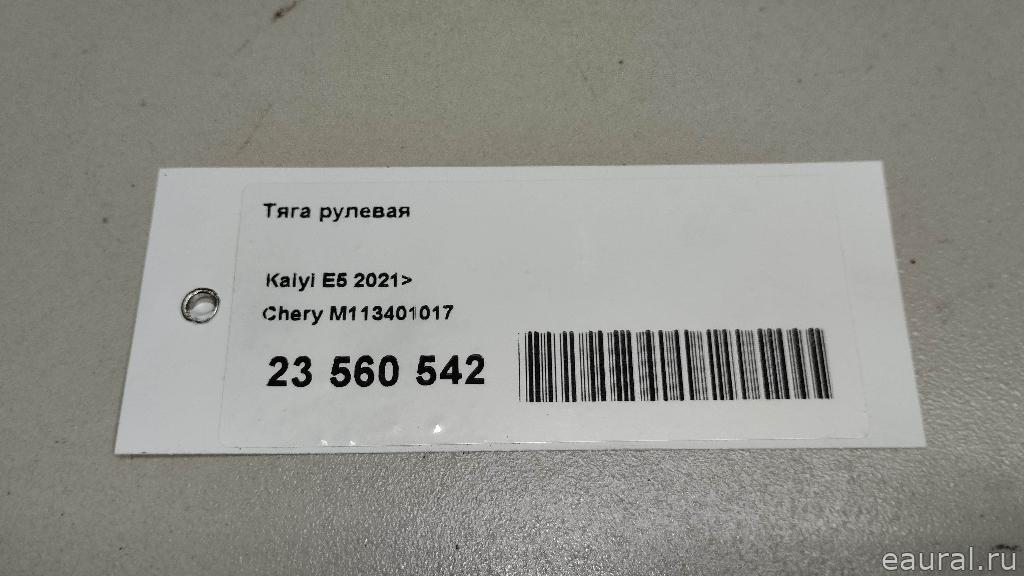 Тяга рулевая
Kaiyi E5 2021>
Chery M113401017
23 560 542
eaural.ru